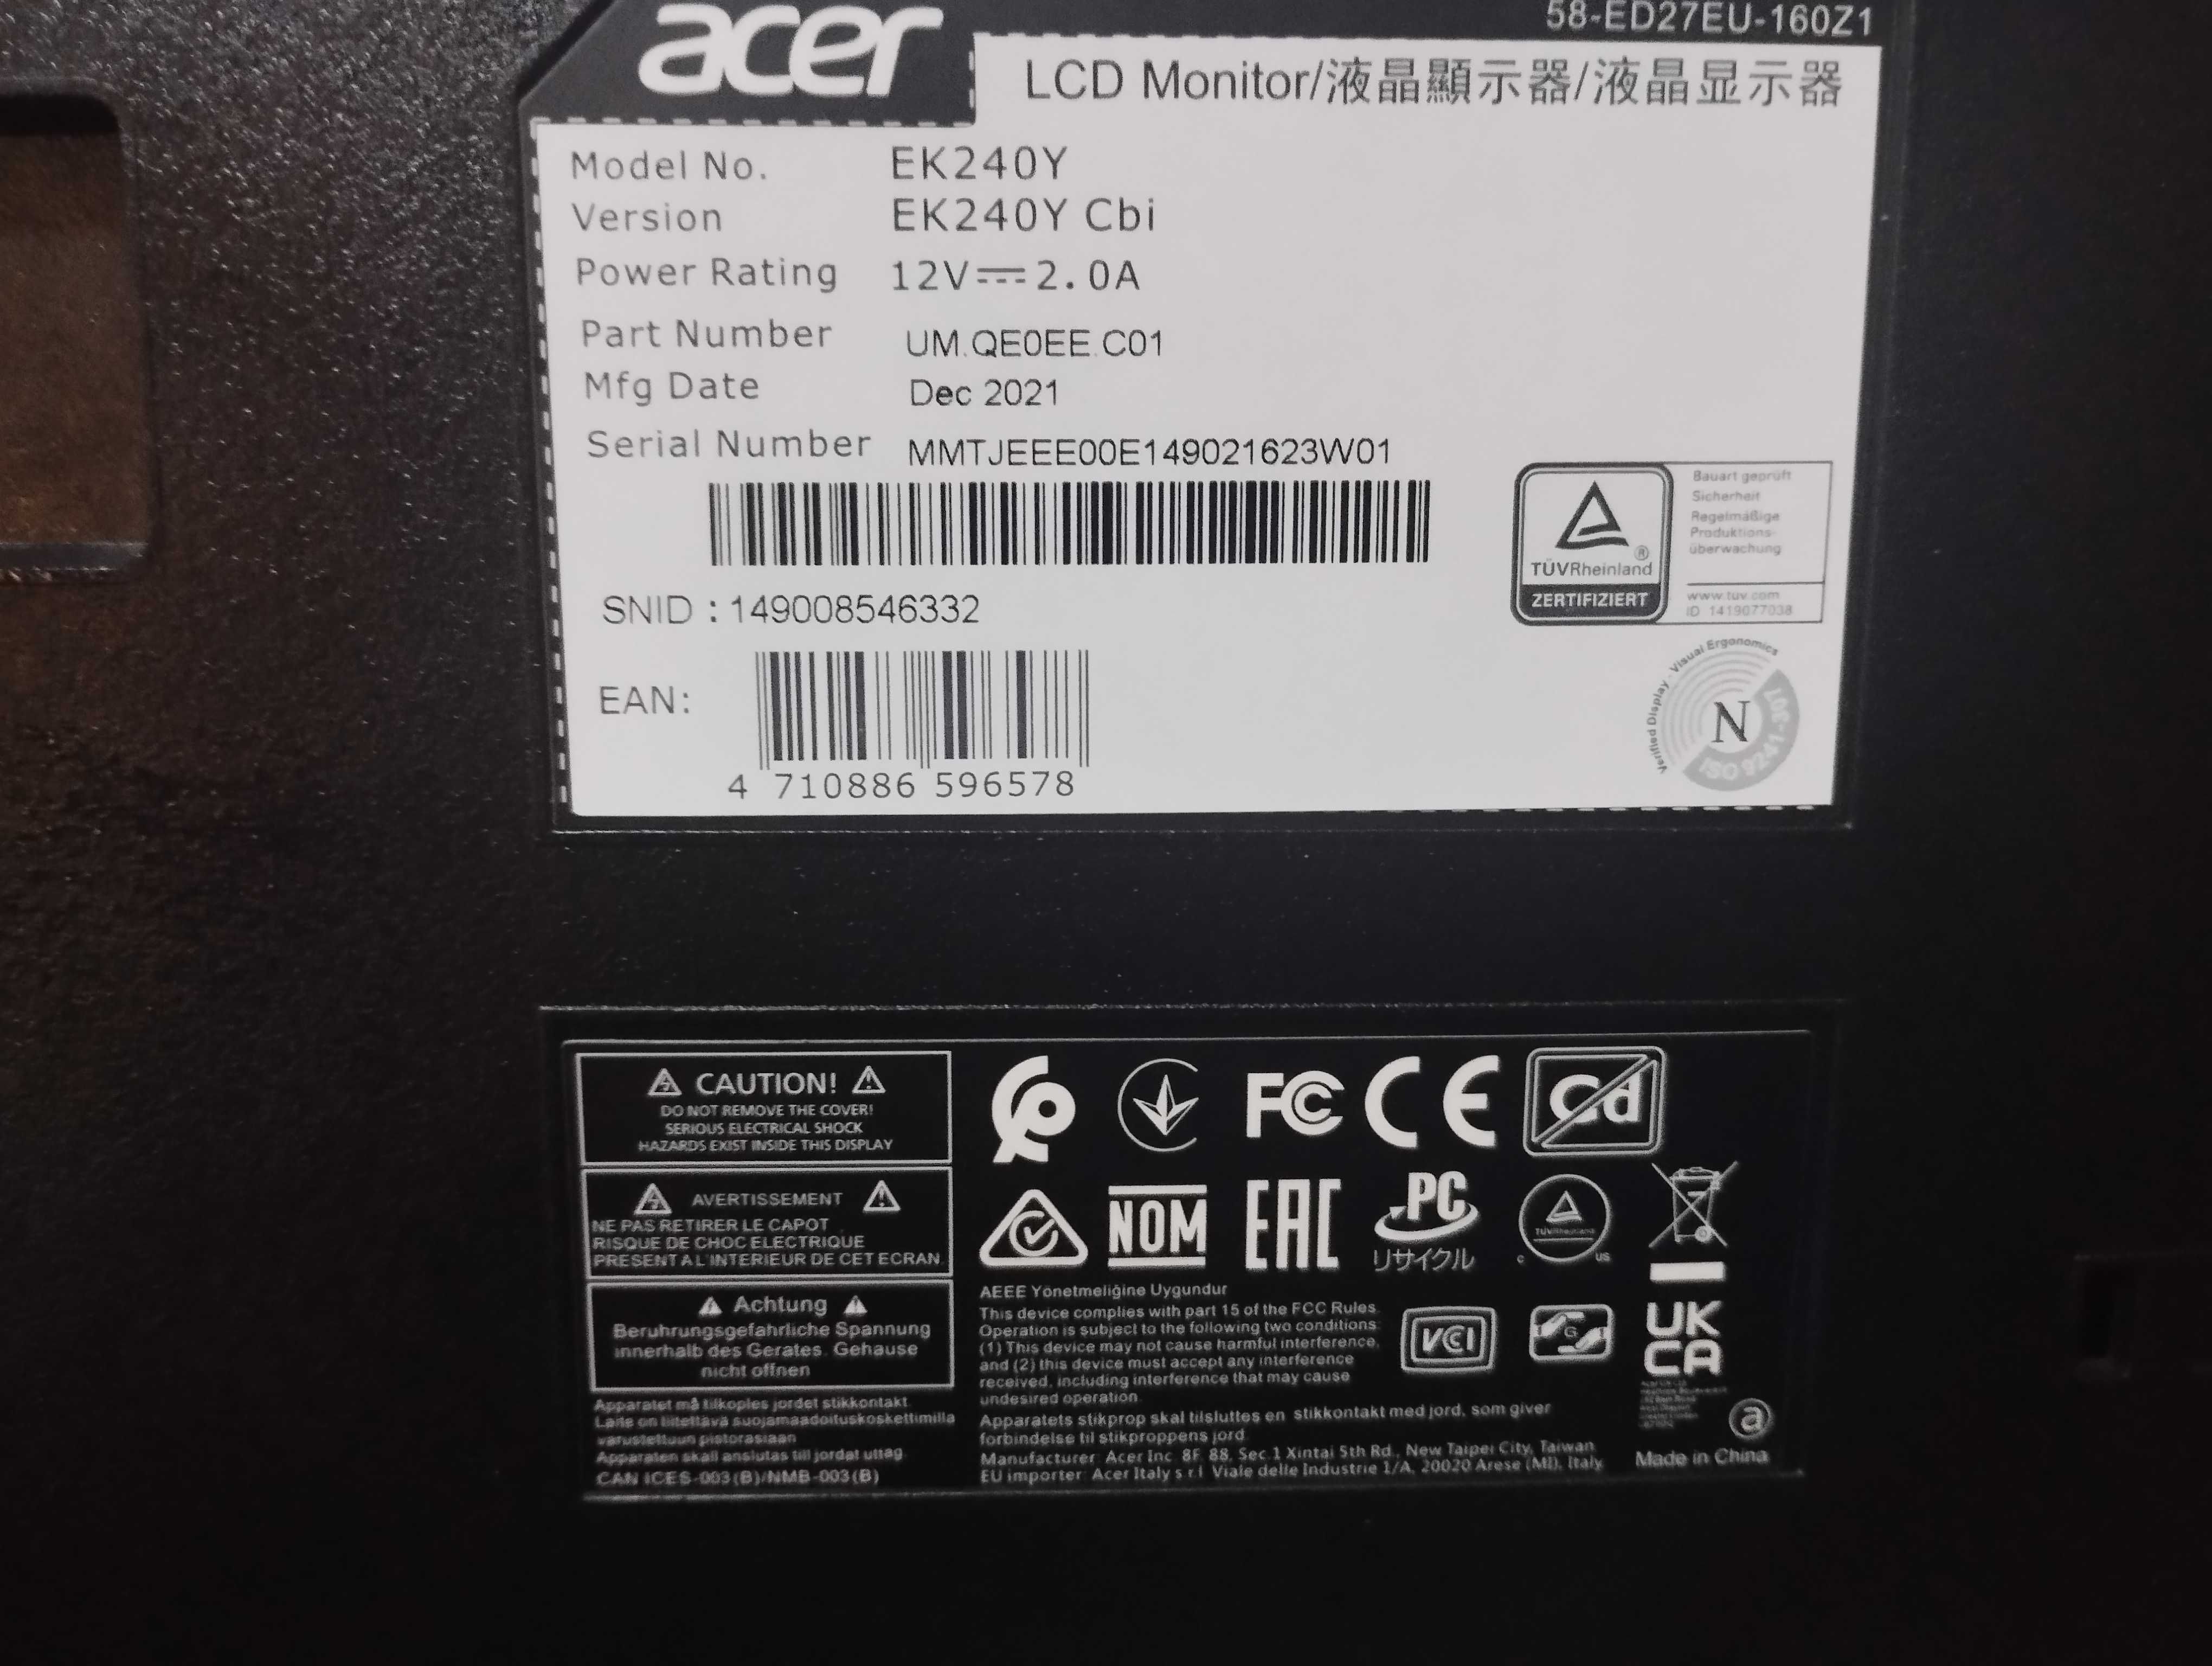 acer
58-ED27EU-160Z1
LCD Monitor/液晶顯示器/液晶显示器
Model No. EK240Y
Version EK240Y Cbi
Power Rating 12V⎓2.0A
Part Number UM.QE0EE.C01
Mfg Date Dec 2021
Serial Number MMTJEEE00E149021623W01
SNID : 149008546332
EAN:
4 710886 596578
TÜVRheinland
®
ZERTIFIZIERT
Bauart geprüft
Sicherheit
Regelmäßige
Produktions-
überwachung
www.tuv.com
ID 1419077038
Verified Display · Visual Ergonomics
N
ISO 9241-307
CAUTION!
DO NOT REMOVE THE COVER!
SERIOUS ELECTRICAL SHOCK
HAZARDS EXIST INSIDE THIS DISPLAY
AVERTISSEMENT
NE PAS RETIRER LE CAPOT
RISQUE DE CHOC ELECTRIQUE
PRESENT A L'INTERIEUR DE CET ECRAN.
Achtung
Beruhrungsgefahrliche Spannung
innerhalb des Gerates. Gehause
nicht offnen
Apparatet må tilkoples jordet stikkontakt
Laite on liitettävä suojamaadoituskoskettimilla
varustettuun pistorasiaan
Apparaten skall anslutas till jordat uttag
CAN ICES-003(B)/NMB-003(B)
FC CE Cd
NOM EAC PC
リサイクル
TÜVRheinland
C US
AEEE Yönetmeliğine Uygundur
This device complies with part 15 of the FCC Rules.
Operation is subject to the following two conditions:
(1) This device may not cause harmful interference,
and (2) this device must accept any interference
received, including interference that may cause
undesired operation.
VCI
G
UK
CA
a
Apparatets stikprop skal tilsluttes en stikkontakt med jord, som giver
forbindelse til stikproppens jord.
Manufacturer: Acer Inc. 8F, 88, Sec.1 Xintai 5th Rd., New Taipei City, Taiwan
EU importer: Acer Italy s.r.l. Viale delle Industrie 1/A, 20020 Arese (MI), Italy
Made in China